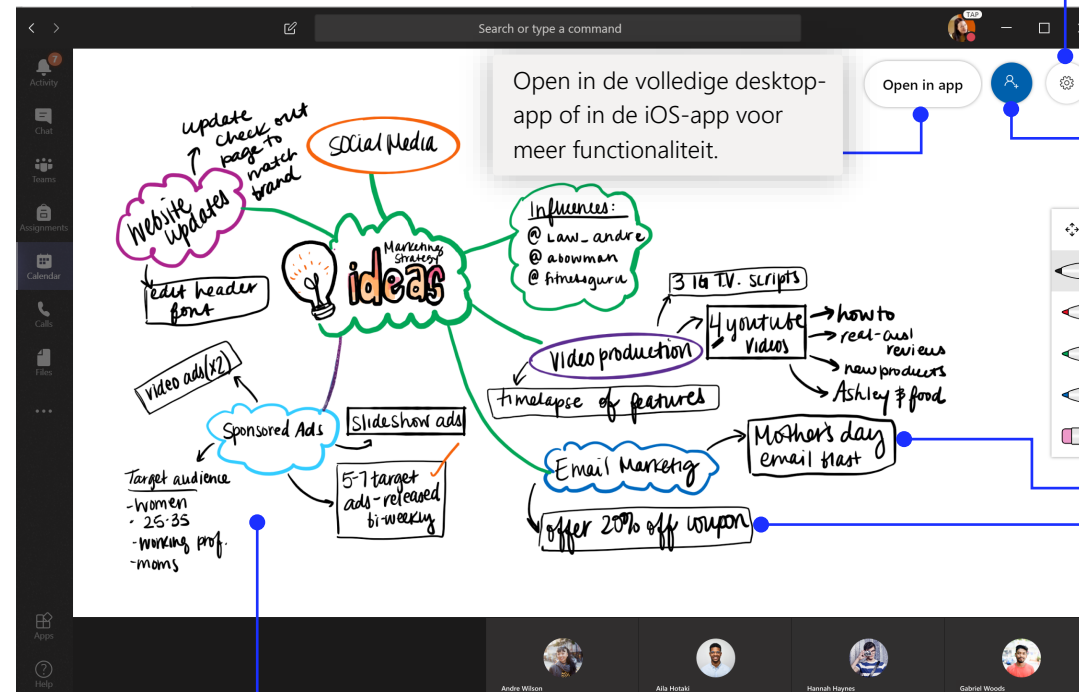 Search or type a command
TAP
7
Activity
Chat
Teams
Assignments
Calendar
Calls
Files
Apps
Help
Open in de volledige desktop-
app of in de iOS-app voor
meer functionaliteit.
Open in app
update
check out
page to
match
brand
Social Media
Website
updates
edit header
font
Marketing
Strategy
ideas
Influences:
@ Law_andre
@ abowman
@ fitnessguru
3 IG T.V. scripts
4 youtube
videos
how to
real-cust
reviews
new products
Ashley & food
video production
timelapse of features
video ads (x2)
Sponsored Ads
Slideshow ads
5-7 target
ads-released
bi-weekly
Target audience
-women
- 25-35
-working prof.
-moms
Email Marketig
Mother's day
email blast
offer 20% off coupon
Andre Wilson
Aila Hotaki
Hannah Haynes
Gabriel Woods